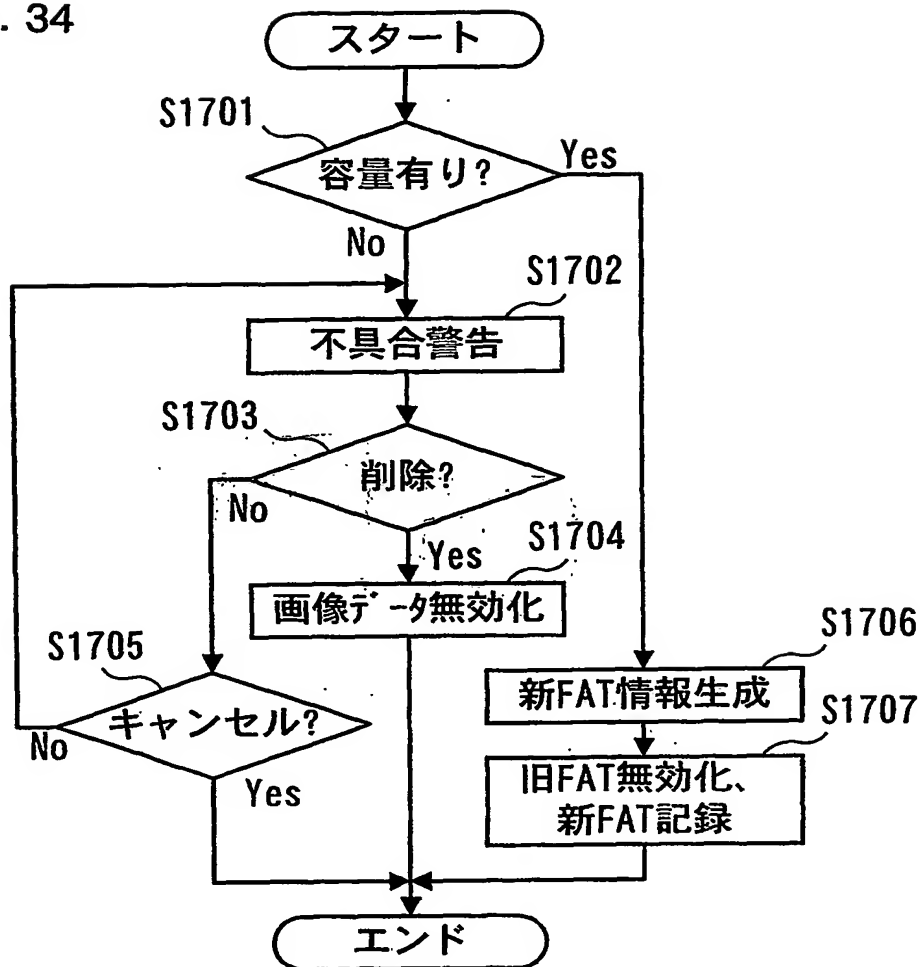 . 34
スタート
S1701
容量有り?
Yes
No
S1702
不具合警告
S1703
削除?
No
Yes
S1704
画像データ無効化
S1705
キャンセル?
No
Yes
S1706
新FAT情報生成
S1707
旧FAT無効化、
新FAT記録
エンド